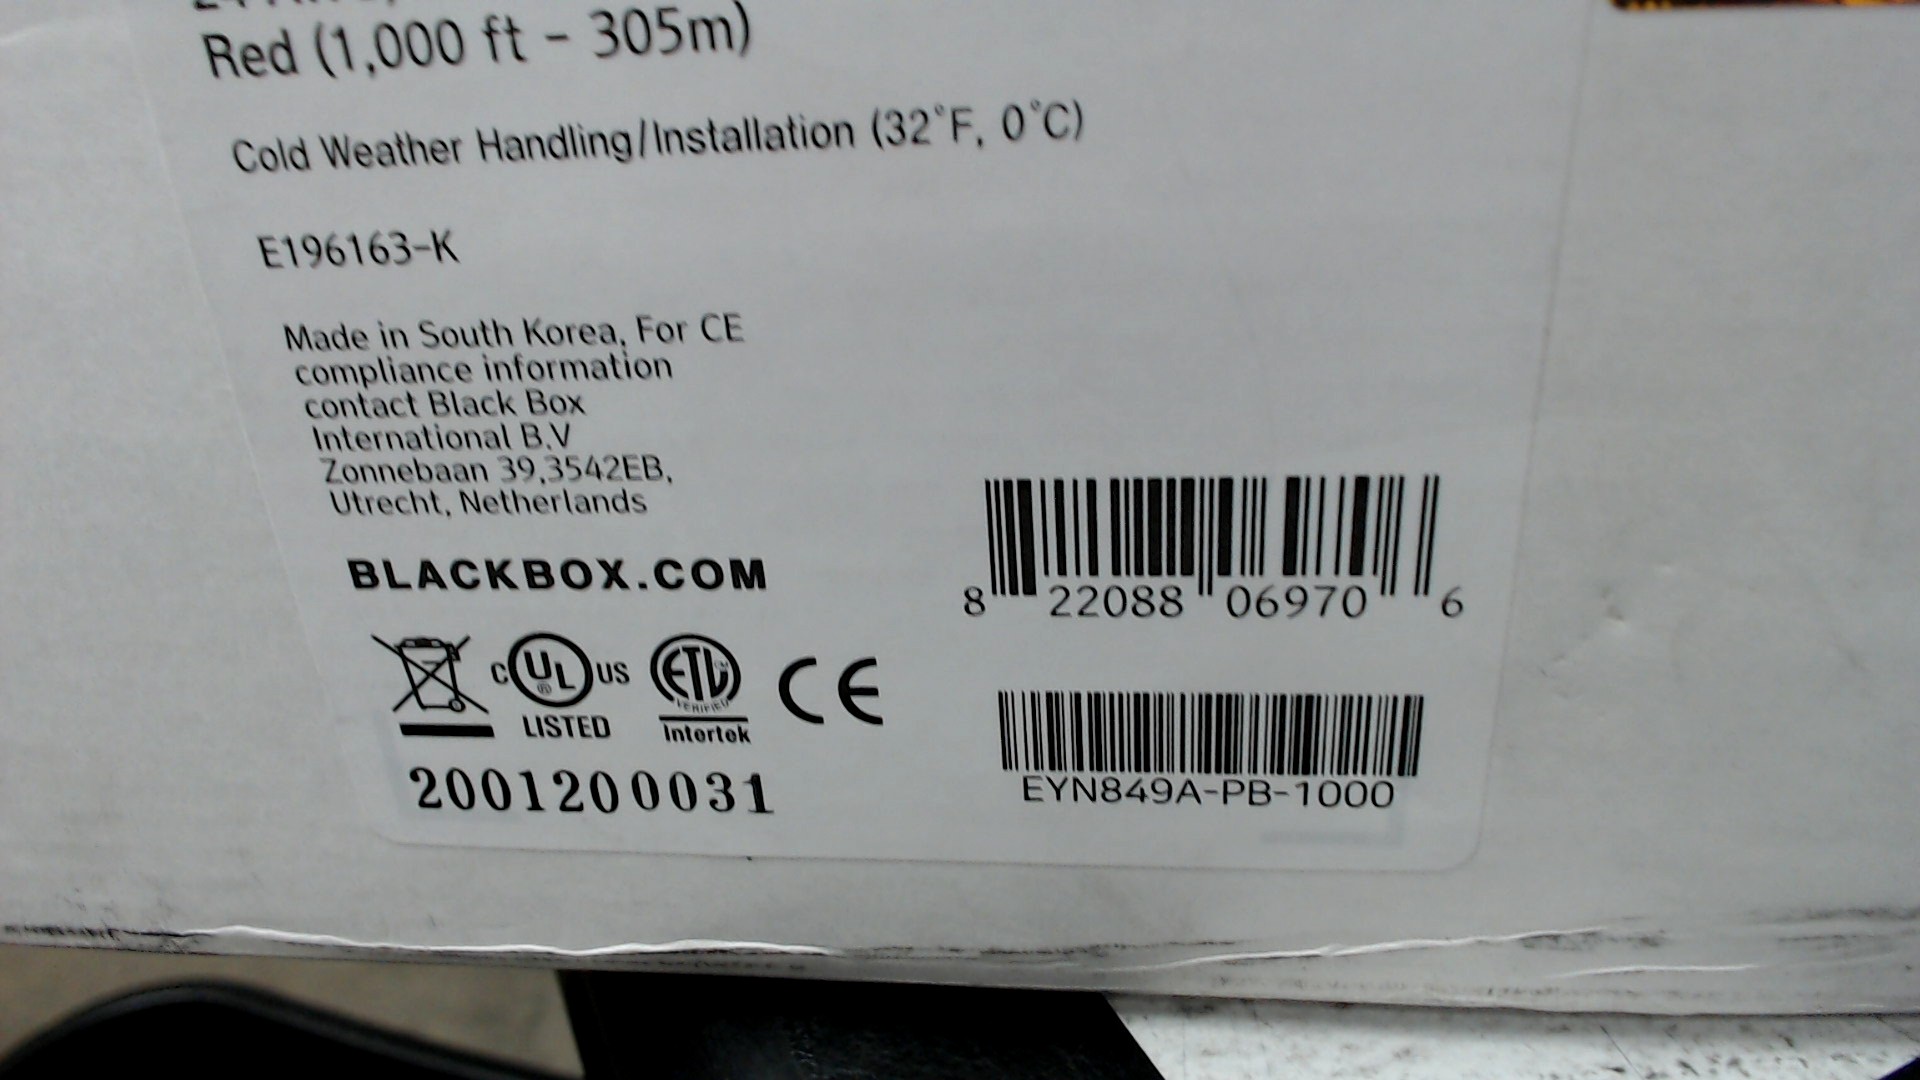 Red (1,000 ft - 305m)
Cold Weather Handling/Installation (32°F, 0°C)
E196163-K
Made in South Korea, For CE
compliance information
contact Black Box
International B.V
Zonnebaan 39,3542EB,
Utrecht, Netherlands
BLACKBOX.COM
8 22088 06970 6
C UL ® US
LISTED
ETL
VERIFIED
Intertek
CE
2001200031
EYN849A-PB-1000